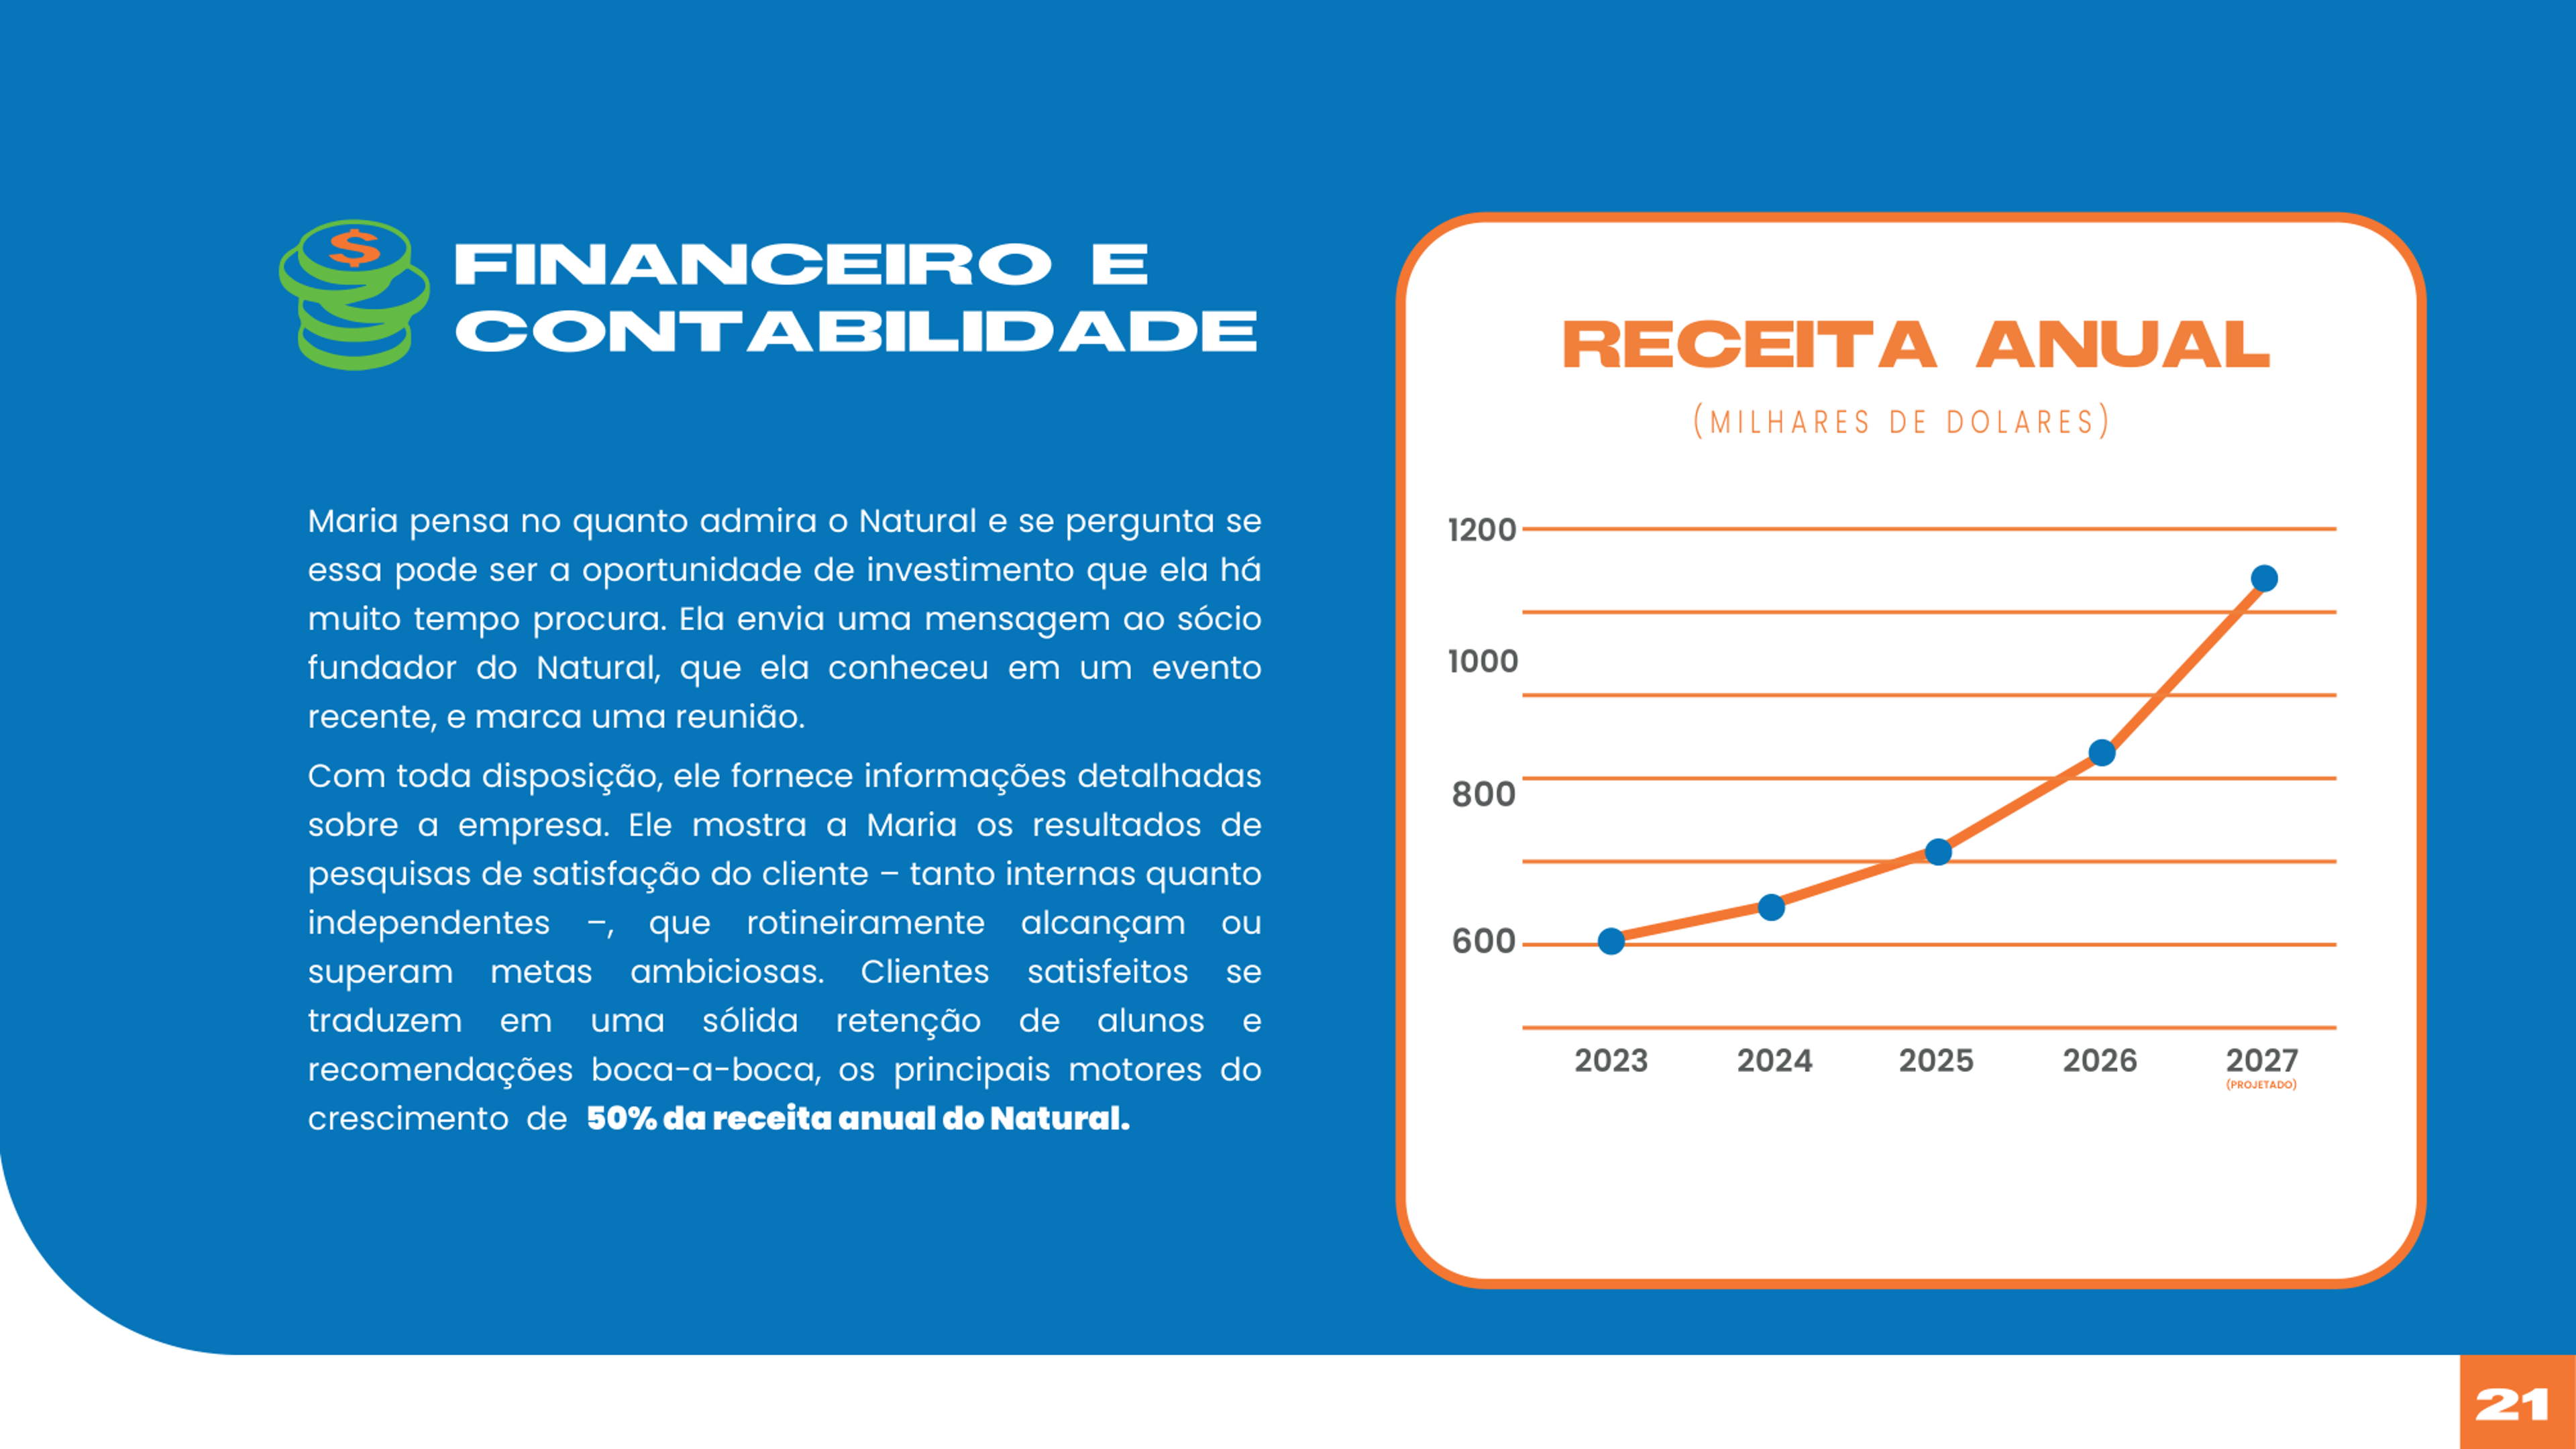 $
FINANCEIRO E
CONTABILIDADE
Maria pensa no quanto admira o Natural e se pergunta se
essa pode ser a oportunidade de investimento que ela há
muito tempo procura. Ela envia uma mensagem ao sócio
fundador do Natural, que ela conheceu em um evento
recente, e marca uma reunião.
Com toda disposição, ele fornece informações detalhadas
sobre a empresa. Ele mostra a Maria os resultados de
pesquisas de satisfação do cliente – tanto internas quanto
independentes –, que rotineiramente alcançam ou
superam metas ambiciosas. Clientes satisfeitos se
traduzem em uma sólida retenção de alunos e
recomendações boca-a-boca, os principais motores do
crescimento de 50% da receita anual do Natural.
RECEITA ANUAL
(MILHARES DE DOLARES)
1200
1000
800
600
2023 2024 2025 2026 2027
(PROJETADO)
21